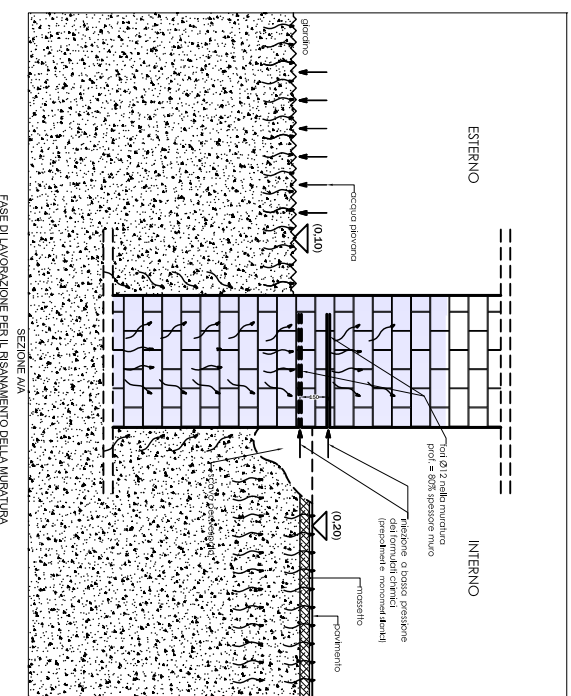 ESTERNO
INTERNO
giardino
acqua piovana
(0,10)
fori Ø12 nella muratura
prof. = 80% spessore muro
iniezione a bassa pressione
dei formulati chimici
(prepolimeri e monomeri silanici)
(0,20)
massetto
pavimento
SEZIONE A/A
FASE DI LAVORAZIONE PER IL RISANAMENTO DELLA MURATURA